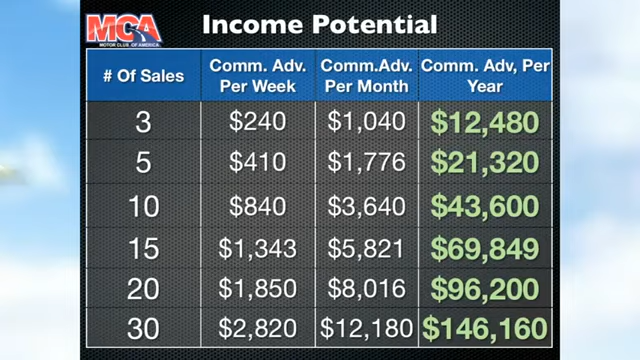 MCA
MOTOR CLUB OF AMERICA
Income Potential
# Of Sales
Comm. Adv. Per Week
Comm.Adv. Per Month
Comm. Adv, Per Year
3 $240 $1,040 $12,480
5 $410 $1,776 $21,320
10 $840 $3,640 $43,600
15 $1,343 $5,821 $69,849
20 $1,850 $8,016 $96,200
30 $2,820 $12,180 $146,160